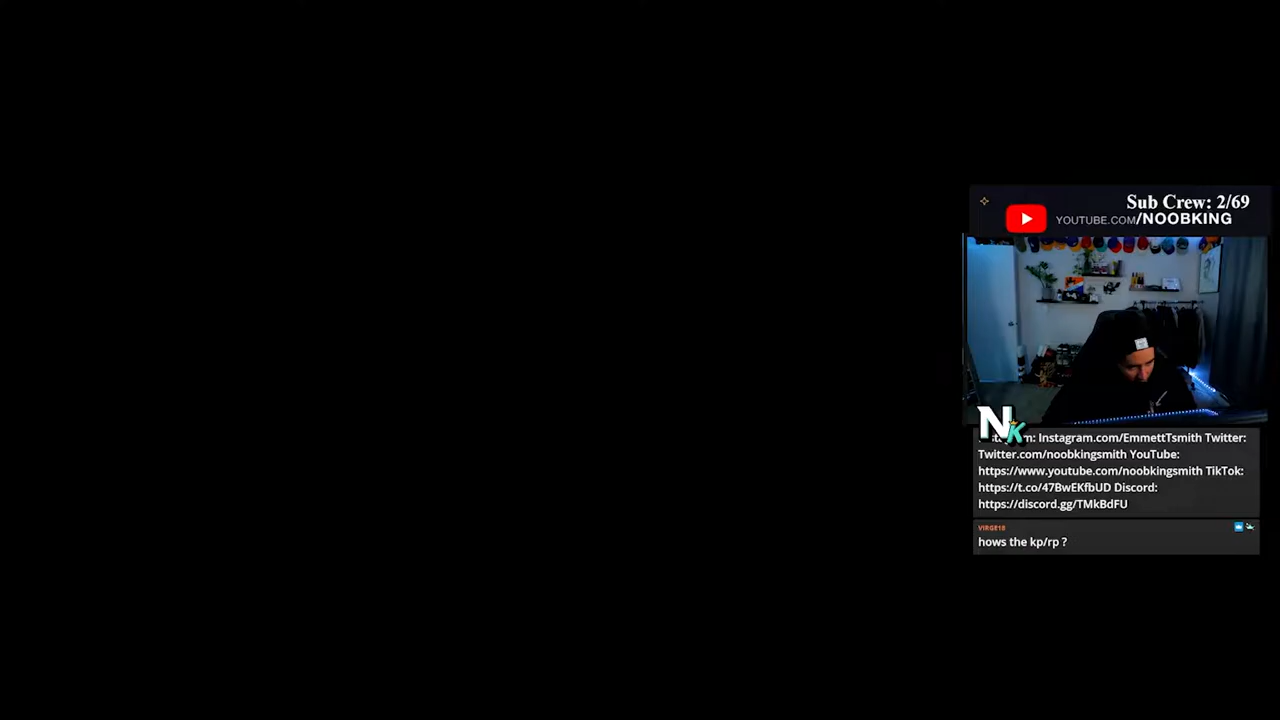 Sub Crew: 2/69
YOUTUBE.COM/NOOBKING
NK
Instagram.com/EmmettTsmith Twitter:
Twitter.com/noobkingsmith YouTube:
https://www.youtube.com/noobkingsmith TikTok:
https://t.co/47BwEKfbUD Discord:
https://discord.gg/TMkBdFU
VIRGE18
hows the kp/rp ?